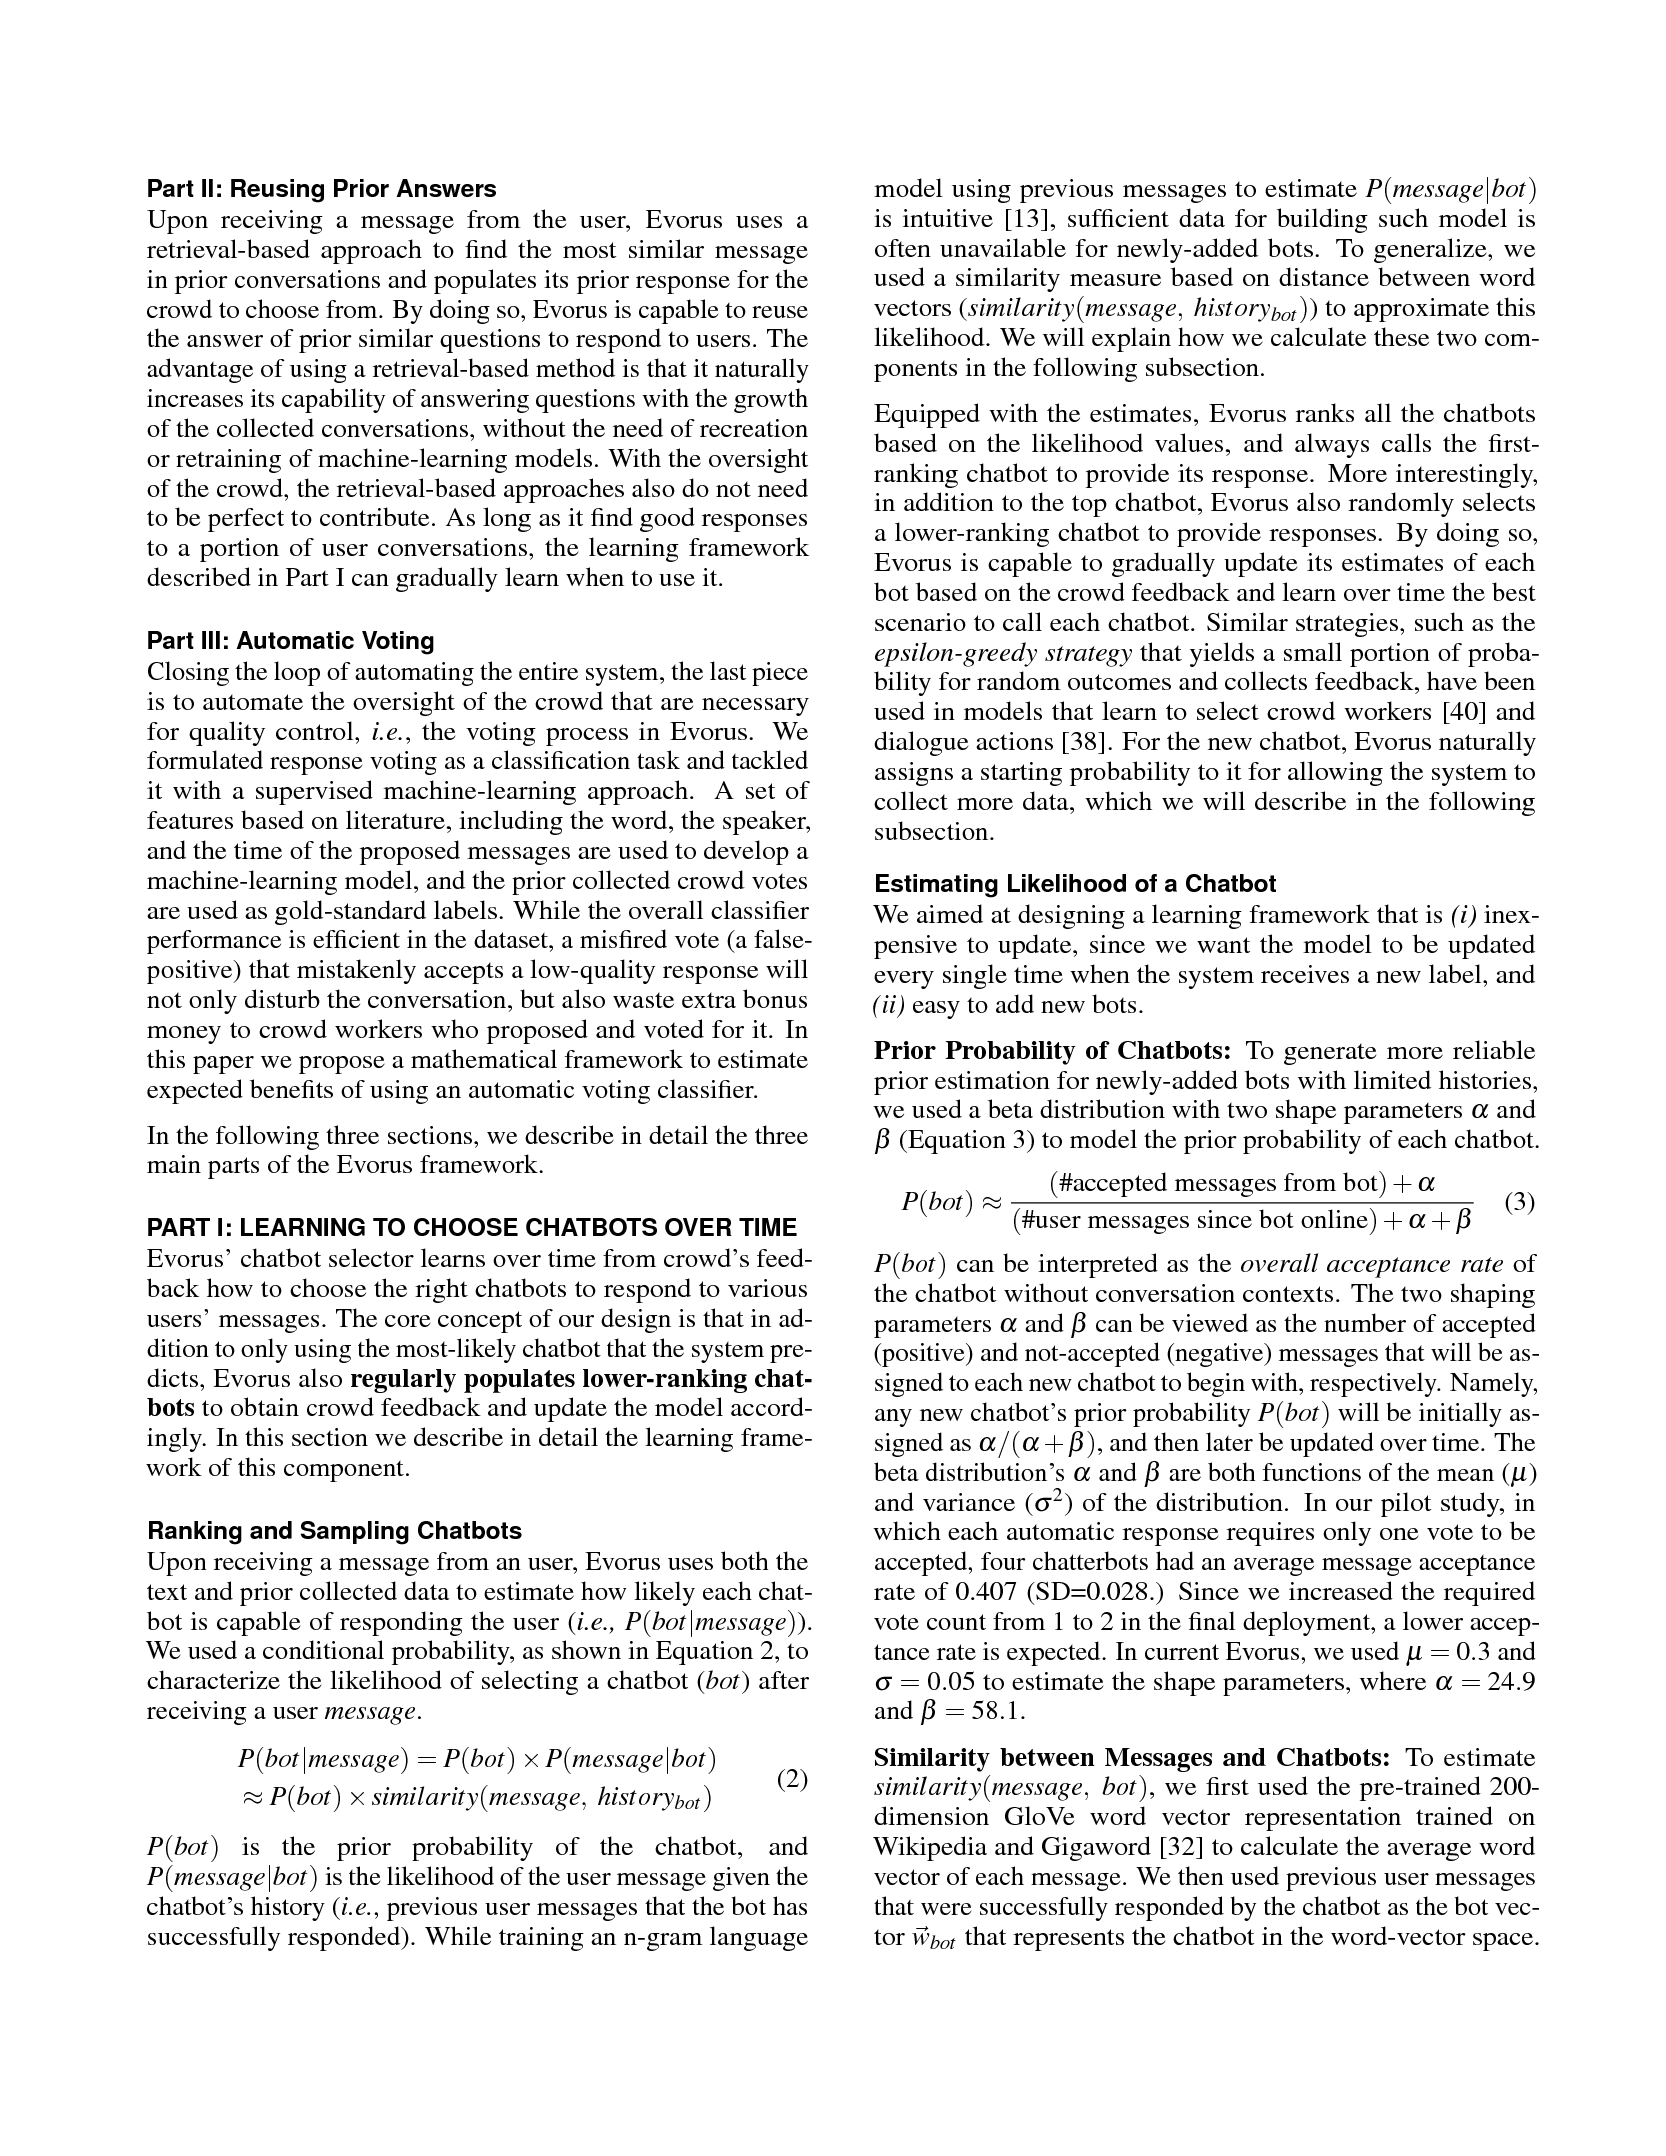 Part II: Reusing Prior Answers
Upon receiving a message from the user, Evorus uses a
retrieval-based approach to find the most similar message
in prior conversations and populates its prior response for the
crowd to choose from. By doing so, Evorus is capable to reuse
the answer of prior similar questions to respond to users. The
advantage of using a retrieval-based method is that it naturally
increases its capability of answering questions with the growth
of the collected conversations, without the need of recreation
or retraining of machine-learning models. With the oversight
of the crowd, the retrieval-based approaches also do not need
to be perfect to contribute. As long as it find good responses
to a portion of user conversations, the learning framework
described in Part I can gradually learn when to use it.
Part III: Automatic Voting
Closing the loop of automating the entire system, the last piece
is to automate the oversight of the crowd that are necessary
for quality control, i.e., the voting process in Evorus. We
formulated response voting as a classification task and tackled
it with a supervised machine-learning approach. A set of
features based on literature, including the word, the speaker,
and the time of the proposed messages are used to develop a
machine-learning model, and the prior collected crowd votes
are used as gold-standard labels. While the overall classifier
performance is efficient in the dataset, a misfired vote (a false-
positive) that mistakenly accepts a low-quality response will
not only disturb the conversation, but also waste extra bonus
money to crowd workers who proposed and voted for it. In
this paper we propose a mathematical framework to estimate
expected benefits of using an automatic voting classifier.
In the following three sections, we describe in detail the three
main parts of the Evorus framework.
PART I: LEARNING TO CHOOSE CHATBOTS OVER TIME
Evorus' chatbot selector learns over time from crowd's feed-
back how to choose the right chatbots to respond to various
users' messages. The core concept of our design is that in ad-
dition to only using the most-likely chatbot that the system pre-
dicts, Evorus also regularly populates lower-ranking chat-
bots to obtain crowd feedback and update the model accord-
ingly. In this section we describe in detail the learning frame-
work of this component.
Ranking and Sampling Chatbots
Upon receiving a message from an user, Evorus uses both the
text and prior collected data to estimate how likely each chat-
bot is capable of responding the user (i.e., P(bot|message)).
We used a conditional probability, as shown in Equation 2, to
characterize the likelihood of selecting a chatbot (bot) after
receiving a user message.
P(bot|message) = P(bot) × P(message|bot)
≈ P(bot) × similarity(message, history_bot) (2)
P(bot) is the prior probability of the chatbot, and
P(message|bot) is the likelihood of the user message given the
chatbot's history (i.e., previous user messages that the bot has
successfully responded). While training an n-gram language
model using previous messages to estimate P(message|bot)
is intuitive [13], sufficient data for building such model is
often unavailable for newly-added bots. To generalize, we
used a similarity measure based on distance between word
vectors (similarity(message, history_bot)) to approximate this
likelihood. We will explain how we calculate these two com-
ponents in the following subsection.
Equipped with the estimates, Evorus ranks all the chatbots
based on the likelihood values, and always calls the first-
ranking chatbot to provide its response. More interestingly,
in addition to the top chatbot, Evorus also randomly selects
a lower-ranking chatbot to provide responses. By doing so,
Evorus is capable to gradually update its estimates of each
bot based on the crowd feedback and learn over time the best
scenario to call each chatbot. Similar strategies, such as the
epsilon-greedy strategy that yields a small portion of proba-
bility for random outcomes and collects feedback, have been
used in models that learn to select crowd workers [40] and
dialogue actions [38]. For the new chatbot, Evorus naturally
assigns a starting probability to it for allowing the system to
collect more data, which we will describe in the following
subsection.
Estimating Likelihood of a Chatbot
We aimed at designing a learning framework that is (i) inex-
pensive to update, since we want the model to be updated
every single time when the system receives a new label, and
(ii) easy to add new bots.
Prior Probability of Chatbots: To generate more reliable
prior estimation for newly-added bots with limited histories,
we used a beta distribution with two shape parameters α and
β (Equation 3) to model the prior probability of each chatbot.
P(bot) ≈ (#accepted messages from bot) + α / (#user messages since bot online) + α + β (3)
P(bot) can be interpreted as the overall acceptance rate of
the chatbot without conversation contexts. The two shaping
parameters α and β can be viewed as the number of accepted
(positive) and not-accepted (negative) messages that will be as-
signed to each new chatbot to begin with, respectively. Namely,
any new chatbot's prior probability P(bot) will be initially as-
signed as α/(α + β), and then later be updated over time. The
beta distribution's α and β are both functions of the mean (μ)
and variance (σ²) of the distribution. In our pilot study, in
which each automatic response requires only one vote to be
accepted, four chatterbots had an average message acceptance
rate of 0.407 (SD=0.028.) Since we increased the required
vote count from 1 to 2 in the final deployment, a lower accep-
tance rate is expected. In current Evorus, we used μ = 0.3 and
σ = 0.05 to estimate the shape parameters, where α = 24.9
and β = 58.1.
Similarity between Messages and Chatbots: To estimate
similarity(message, bot), we first used the pre-trained 200-
dimension GloVe word vector representation trained on
Wikipedia and Gigaword [32] to calculate the average word
vector of each message. We then used previous user messages
that were successfully responded by the chatbot as the bot vec-
tor w⃗_bot that represents the chatbot in the word-vector space.